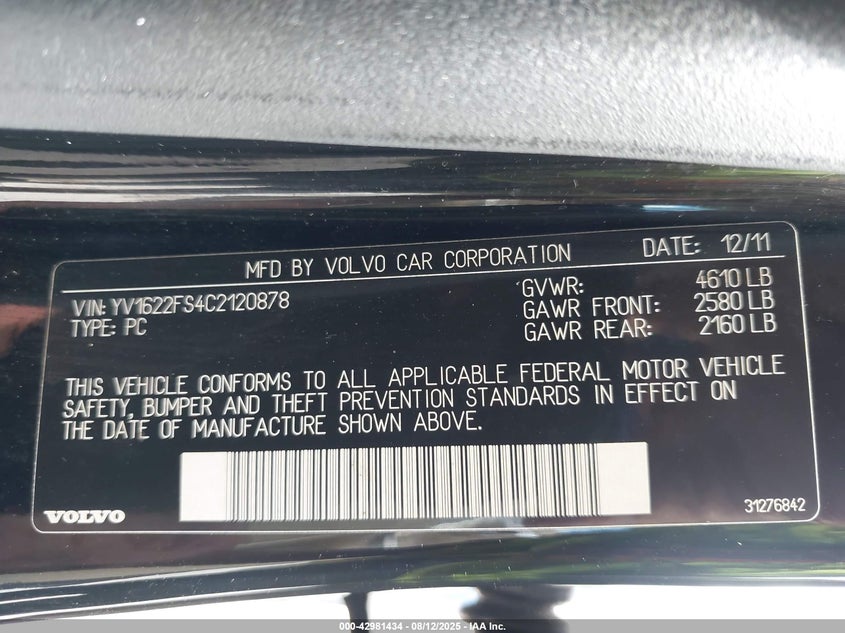 MFD BY VOLVO CAR CORPORATION DATE: 12/11
VIN: YV1622FS4C2120878 GVWR: 4610 LB
TYPE: PC GAWR FRONT: 2580 LB
GAWR REAR: 2160 LB
THIS VEHICLE CONFORMS TO ALL APPLICABLE FEDERAL MOTOR VEHICLE
SAFETY, BUMPER AND THEFT PREVENTION STANDARDS IN EFFECT ON
THE DATE OF MANUFACTURE SHOWN ABOVE.
VOLVO 31276842
000-42981434 - 08/12/2025 - IAA Inc.